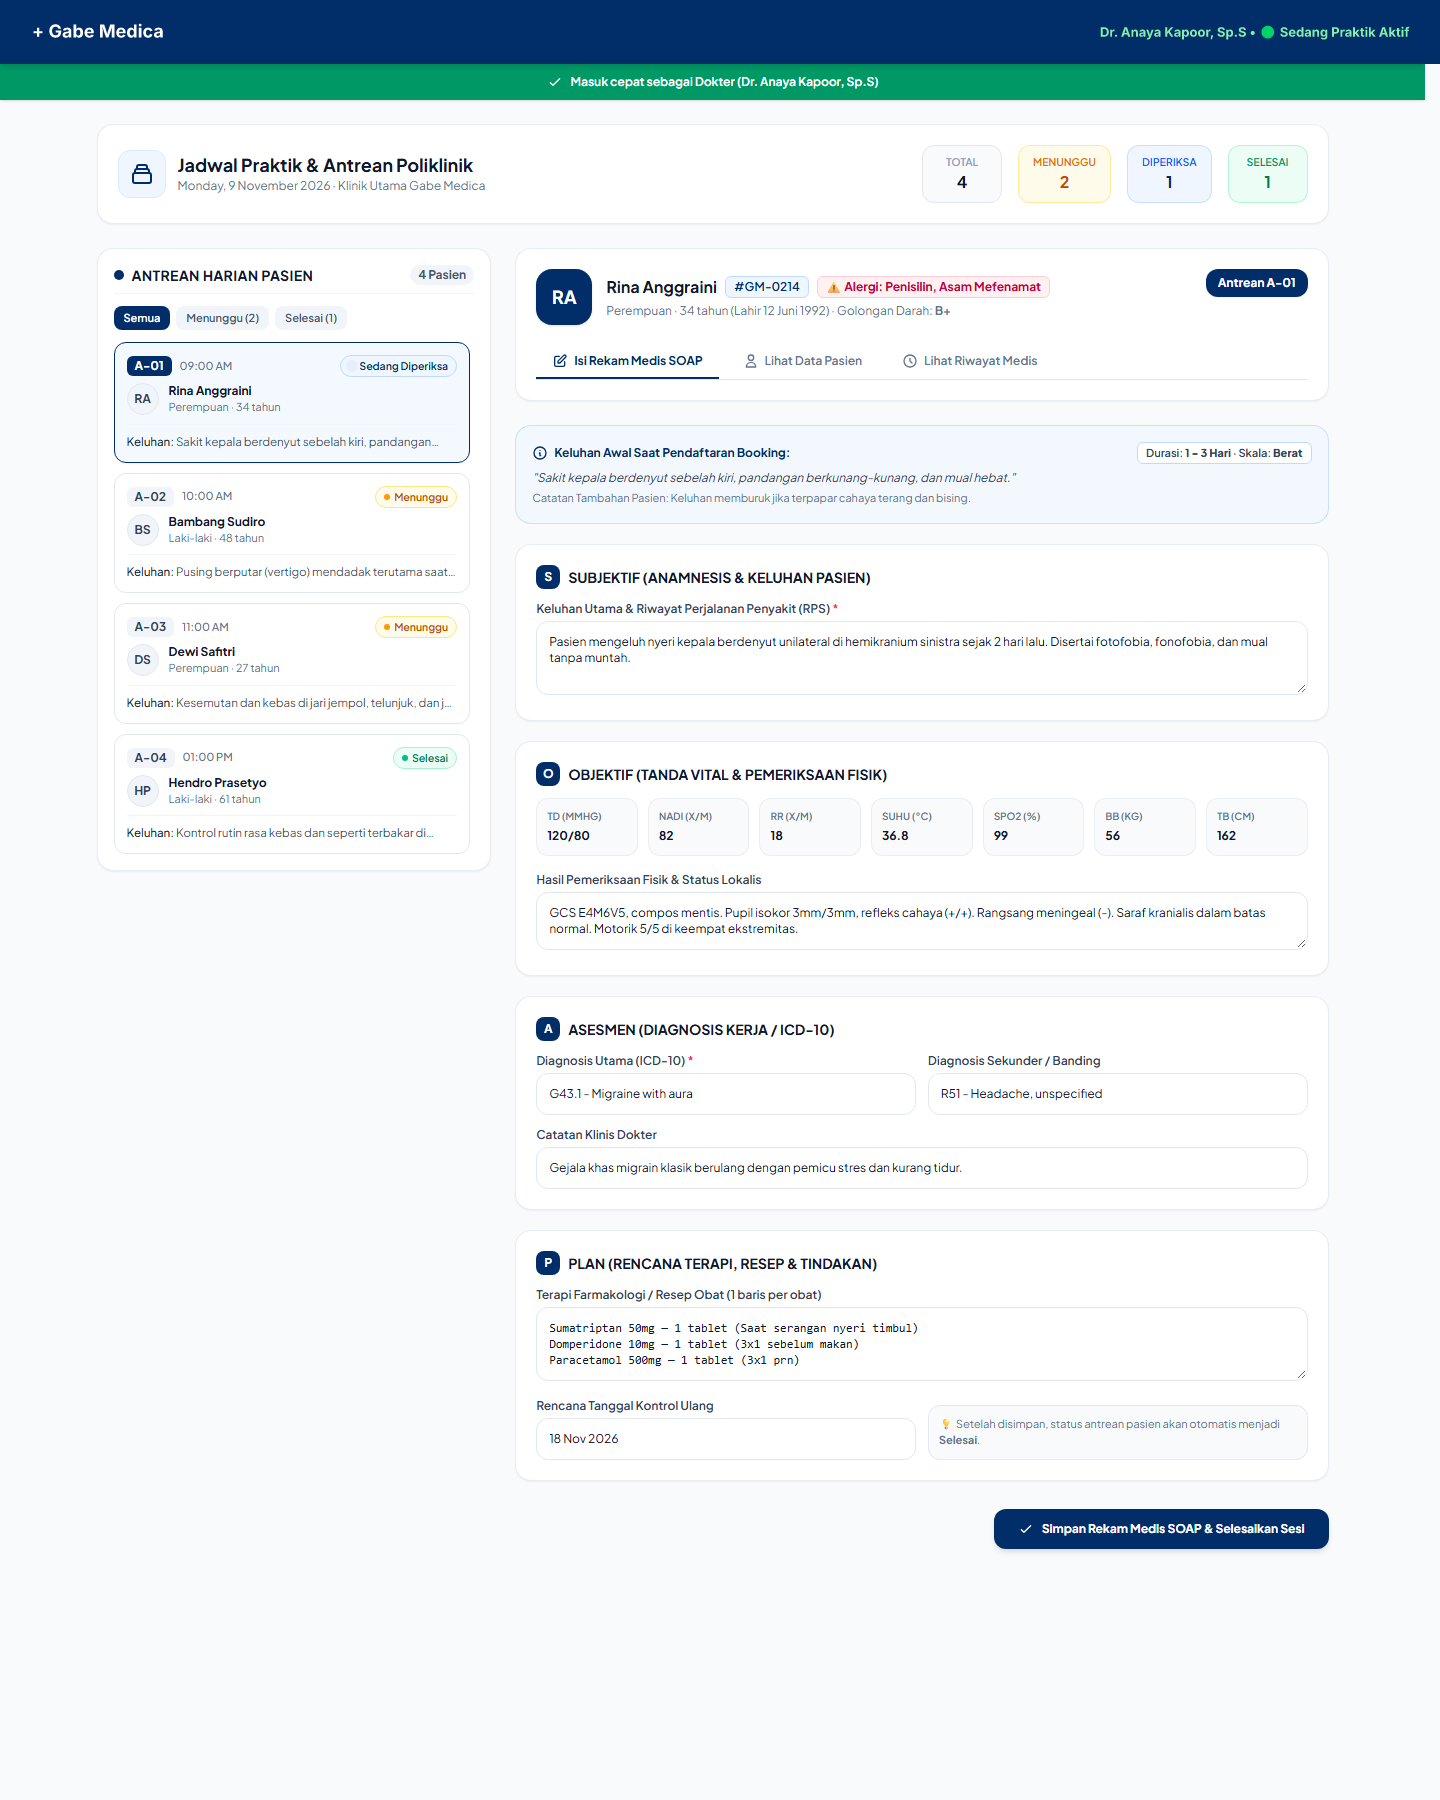 + Gabe Medica
Dr. Anaya Kapoor, Sp.S • Sedang Praktik Aktif
Masuk cepat sebagai Dokter (Dr. Anaya Kapoor, Sp.S)
Jadwal Praktik & Antrean Poliklinik
Monday, 9 November 2026 · Klinik Utama Gabe Medica
TOTAL
4
MENUNGGU
2
DIPERIKSA
1
SELESAI
1
ANTREAN HARIAN PASIEN
4 Pasien
Semua
Menunggu (2)
Selesai (1)
A-01 09:00 AM
Sedang Diperiksa
RA
Rina Anggraini
Perempuan · 34 tahun
Keluhan: Sakit kepala berdenyut sebelah kiri, pandangan...
A-02 10:00 AM
Menunggu
BS
Bambang Sudiro
Laki-laki · 48 tahun
Keluhan: Pusing berputar (vertigo) mendadak terutama saat...
A-03 11:00 AM
Menunggu
DS
Dewi Safitri
Perempuan · 27 tahun
Keluhan: Kesemutan dan kebas di jari jempol, telunjuk, dan j...
A-04 01:00 PM
Selesai
HP
Hendro Prasetyo
Laki-laki · 61 tahun
Keluhan: Kontrol rutin rasa kebas dan seperti terbakar di...
RA
Rina Anggraini
#GM-0214
Alergi: Penisilin, Asam Mefenamat
Antrean A-01
Perempuan · 34 tahun (Lahir 12 Juni 1992) · Golongan Darah: B+
Isi Rekam Medis SOAP
Lihat Data Pasien
Lihat Riwayat Medis
Keluhan Awal Saat Pendaftaran Booking:
Durasi: 1 – 3 Hari · Skala: Berat
"Sakit kepala berdenyut sebelah kiri, pandangan berkunang-kunang, dan mual hebat."
Catatan Tambahan Pasien: Keluhan memburuk jika terpapar cahaya terang dan bising.
S
SUBJEKTIF (ANAMNESIS & KELUHAN PASIEN)
Keluhan Utama & Riwayat Perjalanan Penyakit (RPS) *
Pasien mengeluh nyeri kepala berdenyut unilateral di hemikranium sinistra sejak 2 hari lalu. Disertai fotofobia, fonofobia, dan mual
tanpa muntah.
O
OBJEKTIF (TANDA VITAL & PEMERIKSAAN FISIK)
TD (MMHG)
120/80
NADI (X/M)
82
RR (X/M)
18
SUHU (°C)
36.8
SPO2 (%)
99
BB (KG)
56
TB (CM)
162
Hasil Pemeriksaan Fisik & Status Lokalis
GCS E4M6V5, compos mentis. Pupil isokor 3mm/3mm, refleks cahaya (+/+). Rangsang meningeal (-). Saraf kranialis dalam batas
normal. Motorik 5/5 di keempat ekstremitas.
A
ASESMEN (DIAGNOSIS KERJA / ICD-10)
Diagnosis Utama (ICD-10) *
Diagnosis Sekunder / Banding
G43.1 - Migraine with aura
R51 - Headache, unspecified
Catatan Klinis Dokter
Gejala khas migrain klasik berulang dengan pemicu stres dan kurang tidur.
P
PLAN (RENCANA TERAPI, RESEP & TINDAKAN)
Terapi Farmakologi / Resep Obat (1 baris per obat)
Sumatriptan 50mg — 1 tablet (Saat serangan nyeri timbul)
Domperidone 10mg — 1 tablet (3x1 sebelum makan)
Paracetamol 500mg — 1 tablet (3x1 prn)
Rencana Tanggal Kontrol Ulang
18 Nov 2026
Setelah disimpan, status antrean pasien akan otomatis menjadi
Selesai.
Simpan Rekam Medis SOAP & Selesaikan Sesi